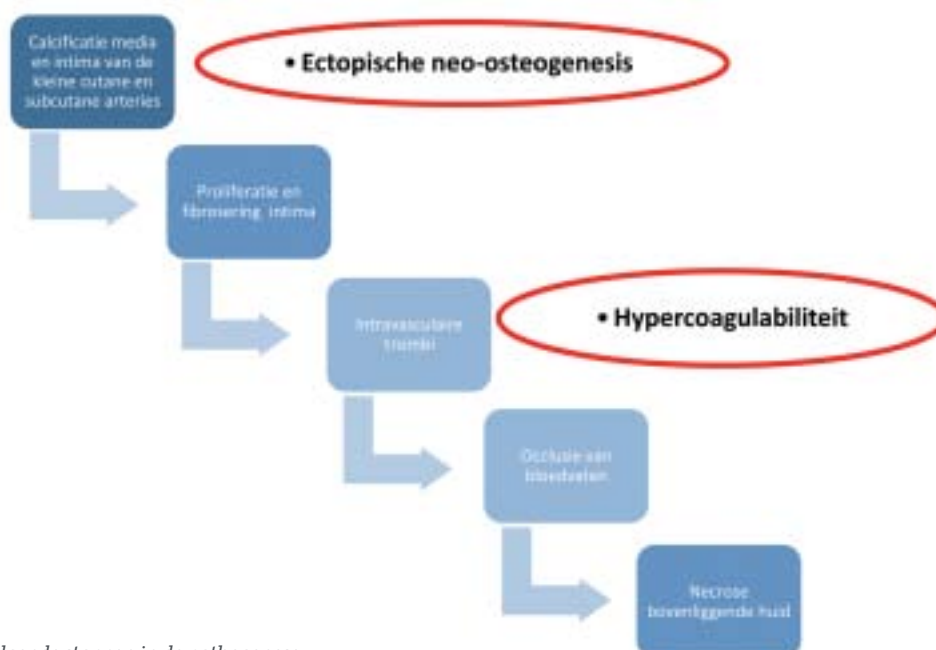 Calcificatie media
en intima van de
kleine cutane en
subcutane arteries
• Ectopische neo-osteogenesis
Proliferatie en
fibrosering intima
Intravasculaire
trombi
• Hypercoagulabiliteit
Occlusie van
bloedvaten
Necrose
bovenliggende huid